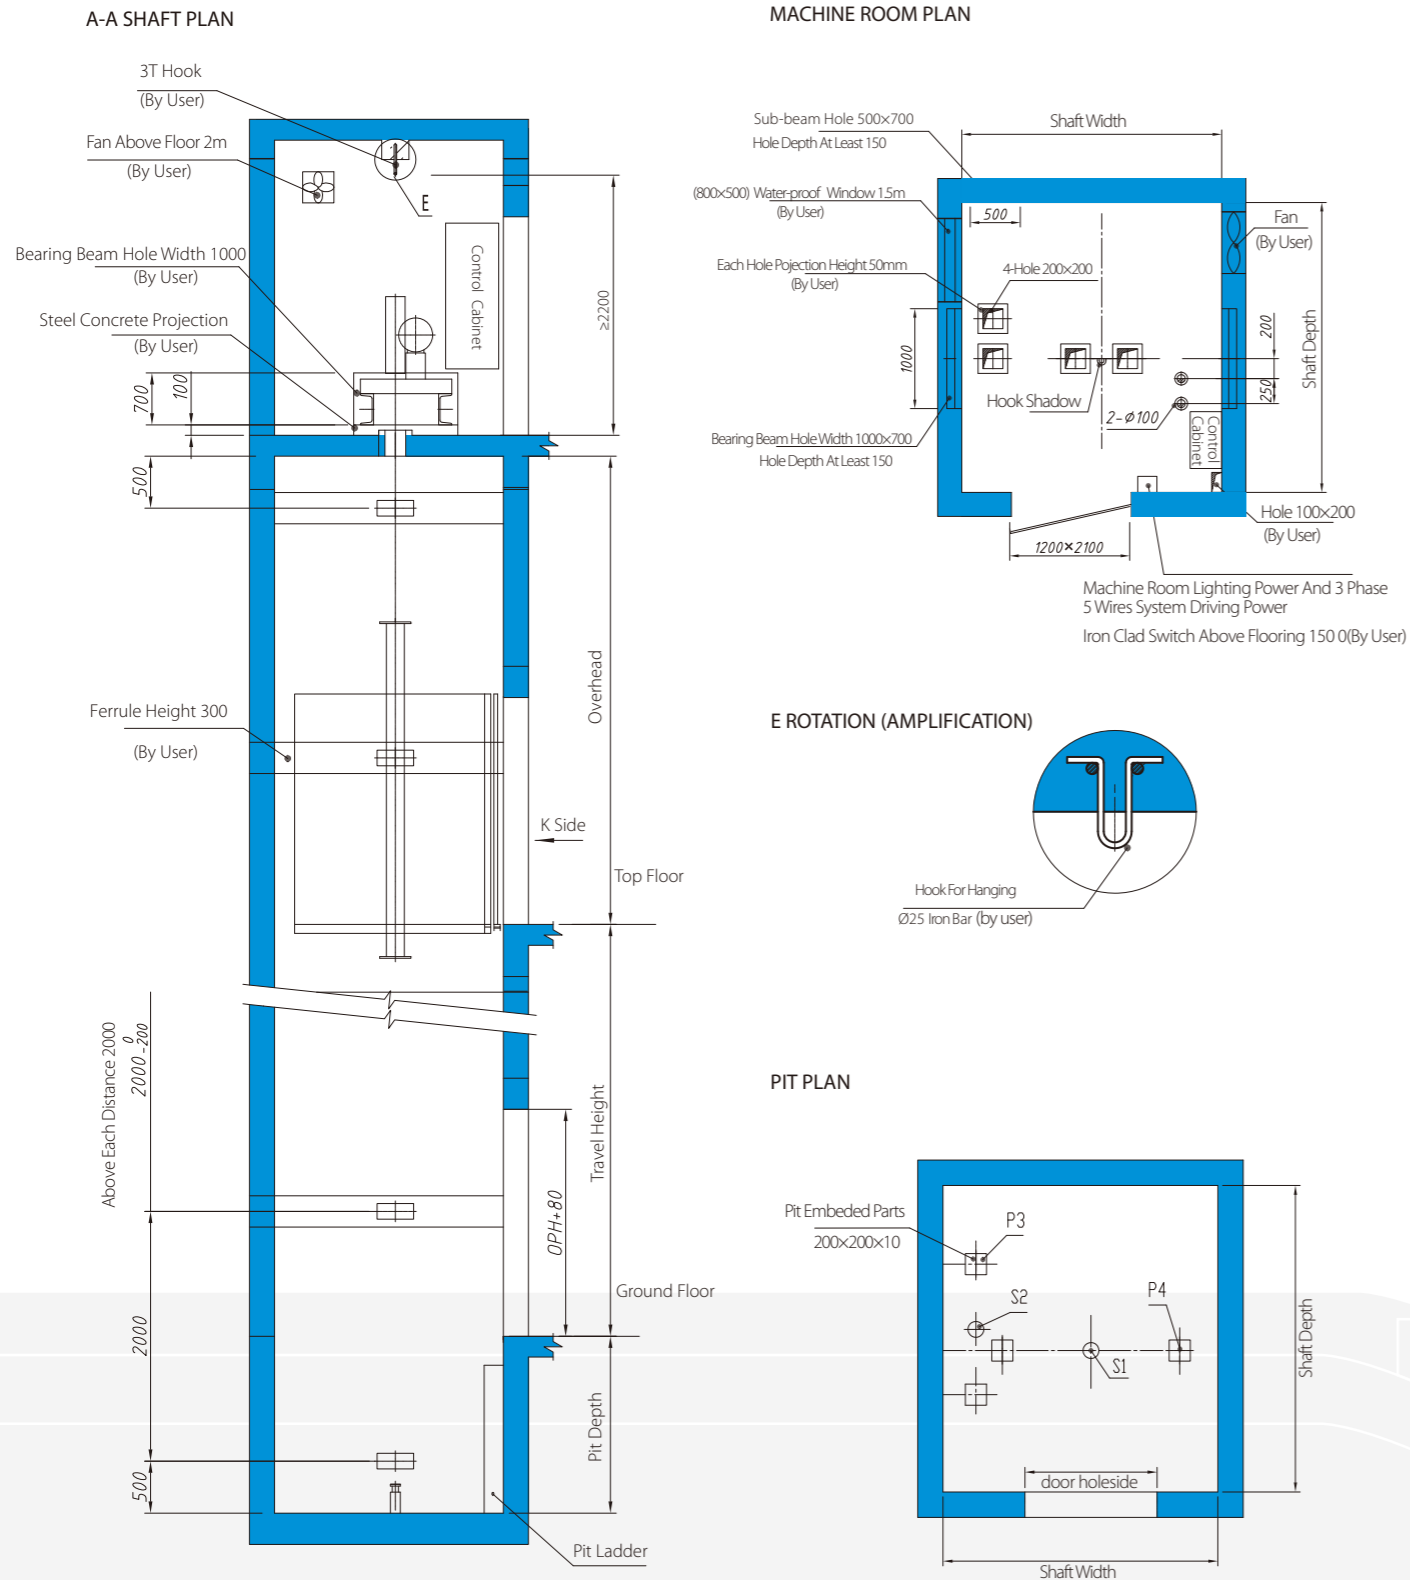 A-A SHAFT PLAN
3T Hook
(By User)
Fan Above Floor 2m
(By User)
E
Bearing Beam Hole Width 1000
(By User)
Control Cabinet
≥2200
Steel Concrete Projection
(By User)
700
100
500
Overhead
Ferrule Height 300
(By User)
K Side
Top Floor
Above Each Distance 2000
2000 0 -200
Travel Height
OPH+80
Ground Floor
2000
Pit Depth
500
Pit Ladder
MACHINE ROOM PLAN
Sub-beam Hole 500×700
Hole Depth At Least 150
Shaft Width
(800×500) Water-proof Window 1.5m
(By User)
500
Fan
(By User)
Each Hole Pojection Height 50mm
(By User)
4-Hole 200×200
200
1000
Shaft Depth
250
Hook Shadow
2-φ100
Control
Cabinet
Bearing Beam Hole Width 1000×700
Hole Depth At Least 150
Hole 100×200
(By User)
1200×2100
Machine Room Lighting Power And 3 Phase
5 Wires System Driving Power
Iron Clad Switch Above Flooring 150 0(By User)
E ROTATION (AMPLIFICATION)
Hook For Hanging
Ø25 Iron Bar (by user)
PIT PLAN
Pit Embeded Parts
200×200×10
P3
S2
P4
S1
Shaft Depth
door holeside
Shaft Width